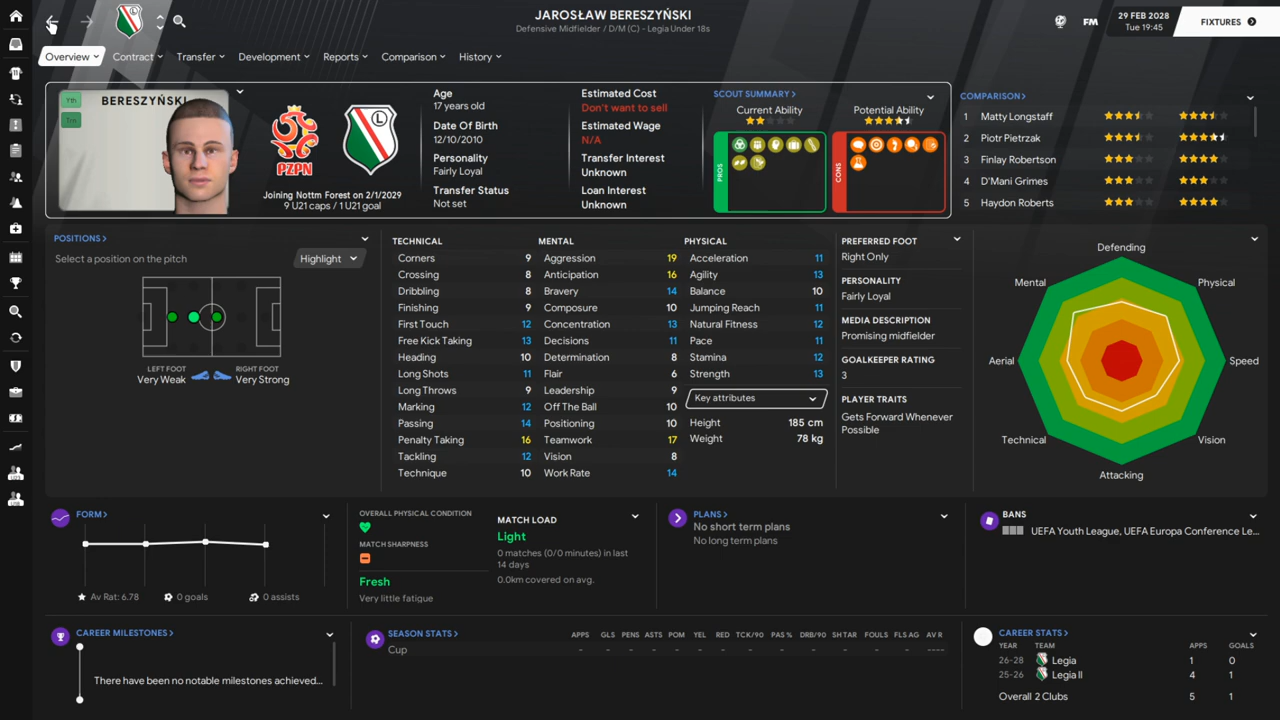 JAROSŁAW BERESZYŃSKI
Defensive Midfielder / D/M (C) - Legia Under 18s
FM
29 FEB 2028
Tue 19:45
FIXTURES
Overview
Contract
Transfer
Development
Reports
Comparison
History
Yth
Trn
BERESZYŃSKI
PZPN
L
Joining Nottm Forest on 2/1/2029
9 U21 caps / 1 U21 goal
Age
17 years old
Date Of Birth
12/10/2010
Personality
Fairly Loyal
Transfer Status
Not set
Estimated Cost
Don't want to sell
Estimated Wage
N/A
Transfer Interest
Unknown
Loan Interest
Unknown
SCOUT SUMMARY >
Current Ability
Potential Ability
PROS
CONS
COMPARISON >
1 Matty Longstaff
2 Piotr Pietrzak
3 Finlay Robertson
4 D'Mani Grimes
5 Haydon Roberts
POSITIONS >
Select a position on the pitch
Highlight
LEFT FOOT
Very Weak
RIGHT FOOT
Very Strong
TECHNICAL
Corners 9
Crossing 8
Dribbling 8
Finishing 9
First Touch 12
Free Kick Taking 13
Heading 10
Long Shots 11
Long Throws 9
Marking 12
Passing 14
Penalty Taking 16
Tackling 12
Technique 10
MENTAL
Aggression 19
Anticipation 16
Bravery 14
Composure 10
Concentration 13
Decisions 11
Determination 8
Flair 6
Leadership 9
Off The Ball 10
Positioning 10
Teamwork 17
Vision 8
Work Rate 14
PHYSICAL
Acceleration 11
Agility 13
Balance 10
Jumping Reach 11
Natural Fitness 12
Pace 11
Stamina 12
Strength 13
Key attributes
Height 185 cm
Weight 78 kg
PREFERRED FOOT
Right Only
PERSONALITY
Fairly Loyal
MEDIA DESCRIPTION
Promising midfielder
GOALKEEPER RATING
3
PLAYER TRAITS
Gets Forward Whenever
Possible
Defending
Physical
Speed
Vision
Attacking
Technical
Aerial
Mental
FORM >
Av Rat: 6.78
0 goals
0 assists
OVERALL PHYSICAL CONDITION
MATCH SHARPNESS
Fresh
Very little fatigue
MATCH LOAD
Light
0 matches (0/0 minutes) in last
14 days
0.0km covered on avg.
PLANS >
No short term plans
No long term plans
BANS
UEFA Youth League, UEFA Europa Conference Le...
CAREER MILESTONES >
There have been no notable milestones achieved...
SEASON STATS >
APPS GLS PENS ASTS POM YEL RED TCK/90 PAS % DRB/90 SH TAR FOULS FLS AG AV R
Cup - - - - - - - - - - - - - ----
CAREER STATS >
YEAR TEAM APPS GOALS
26-28 Legia 1 0
25-26 Legia II 4 1
Overall 2 Clubs 5 1